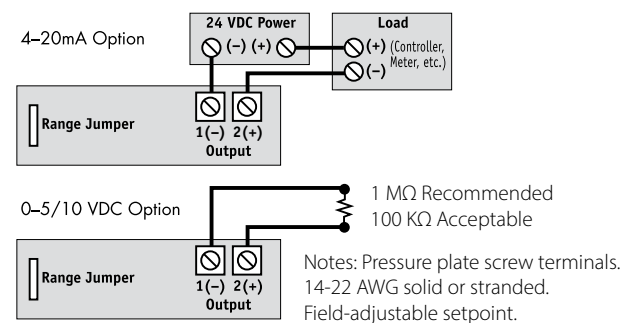 4–20mA Option
24 VDC Power
(–) (+)
Load
(+) (Controller,
Meter, etc.)
(–)
Range Jumper
1(–) 2(+)
Output
0–5/10 VDC Option
1 MΩ Recommended
100 KΩ Acceptable
Range Jumper
1(–) 2(+)
Output
Notes: Pressure plate screw terminals.
14-22 AWG solid or stranded.
Field-adjustable setpoint.